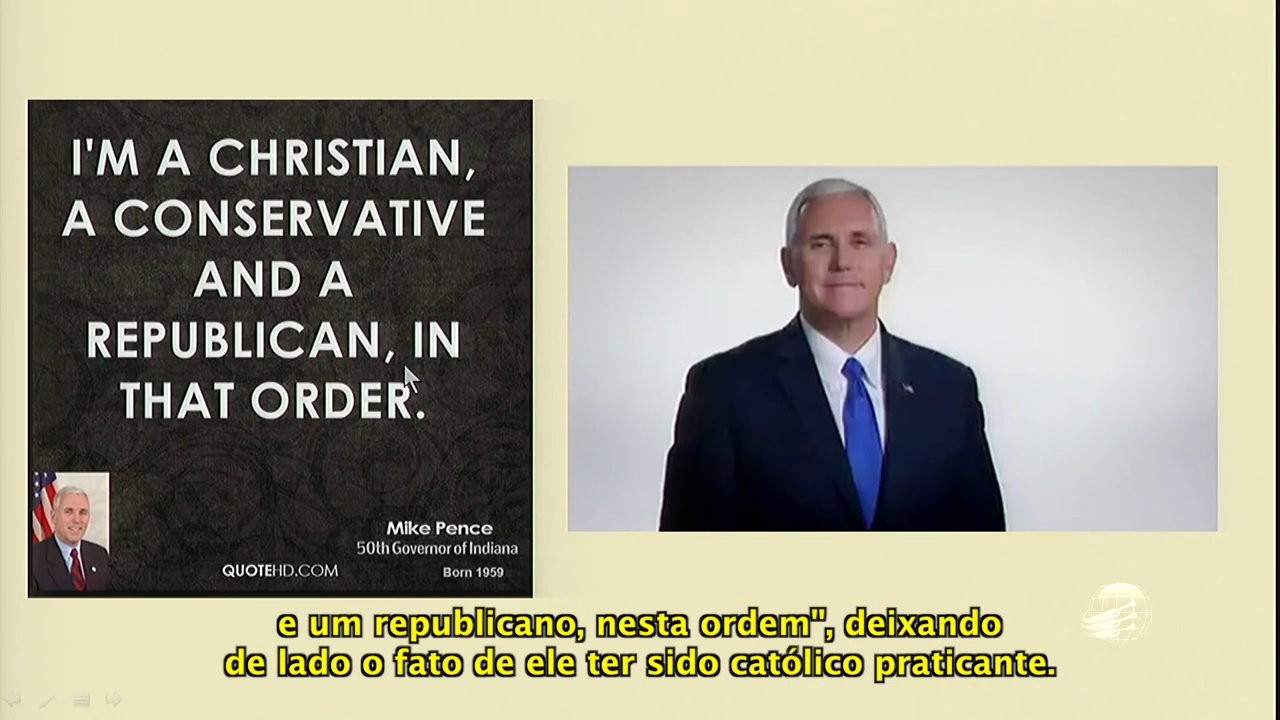 I'M A CHRISTIAN,
A CONSERVATIVE
AND A
REPUBLICAN, IN
THAT ORDER.
Mike Pence
50th Governor of Indiana
QUOTEHD.COM
Born 1959
e um republicano, nesta ordem", deixando
de lado o fato de ele ter sido católico praticante.